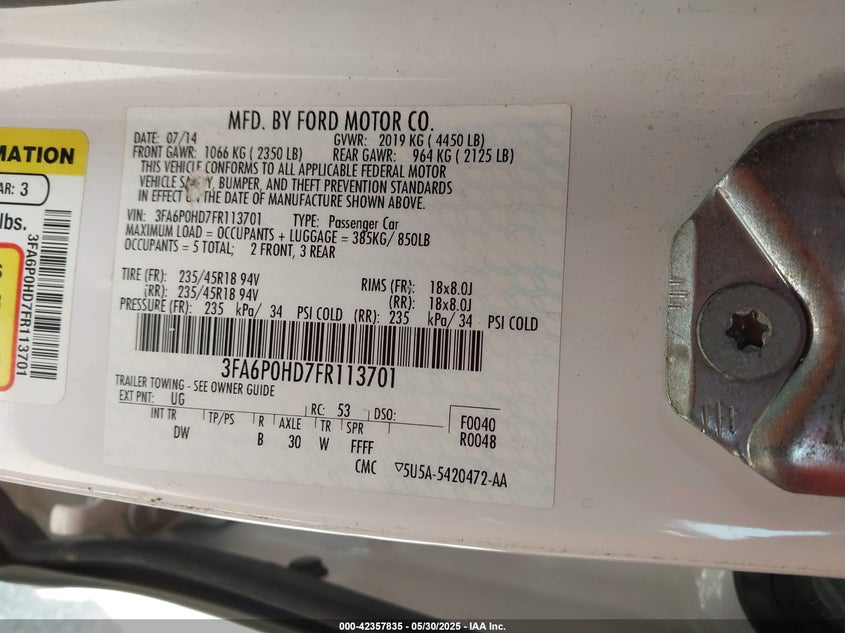 MATION
AR: 3
lbs.
3FA6P0HD7FR113701
MFD. BY FORD MOTOR CO.
DATE: 07/14 GVWR: 2019 KG ( 4450 LB)
FRONT GAWR: 1066 KG ( 2350 LB) REAR GAWR: 964 KG ( 2125 LB)
THIS VEHICLE CONFORMS TO ALL APPLICABLE FEDERAL MOTOR
VEHICLE BUMPER, AND THEFT PREVENTION STANDARDS
IN EFFECT THE DATE OF MANUFACTURE SHOWN ABOVE.
VIN: 3FA6P0HD7FR113701 TYPE: Passenger Car
MAXIMUM LOAD = OCCUPANTS + LUGGAGE = 385KG/ 850LB
OCCUPANTS = 5 TOTAL; 2 FRONT, 3 REAR
TIRE (FR): 235/45R18 94V RIMS (FR): 18x8.0J
(RR): 235/45R18 94V (RR): 18x8.0J
PRESSURE (FR): 235 kPa/ 34 PSI COLD (RR): 235 kPa/ 34 PSI COLD
3FA6P0HD7FR113701
TRAILER TOWING - SEE OWNER GUIDE
EXT PNT: UG RC: 53 DSO: F0040
INT TR TP/PS R AXLE TR SPR R0048
DW B 30 W FFFF
CMC ▽5U5A-5420472-AA
000-42357835 - 05/30/2025 - IAA Inc.